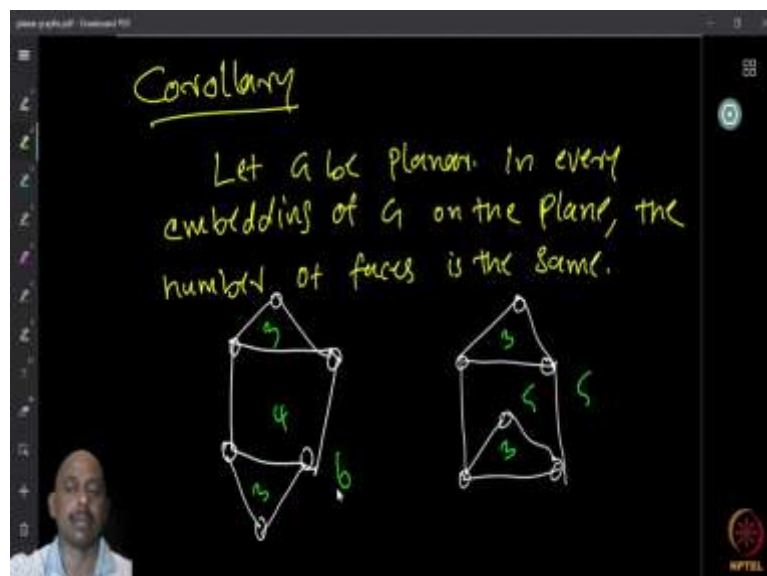 Corollary
Let G be planar. In every
embedding of G on the plane, the
number of faces is the same.
3 3
4 5 5
3 6 3
NPTEL